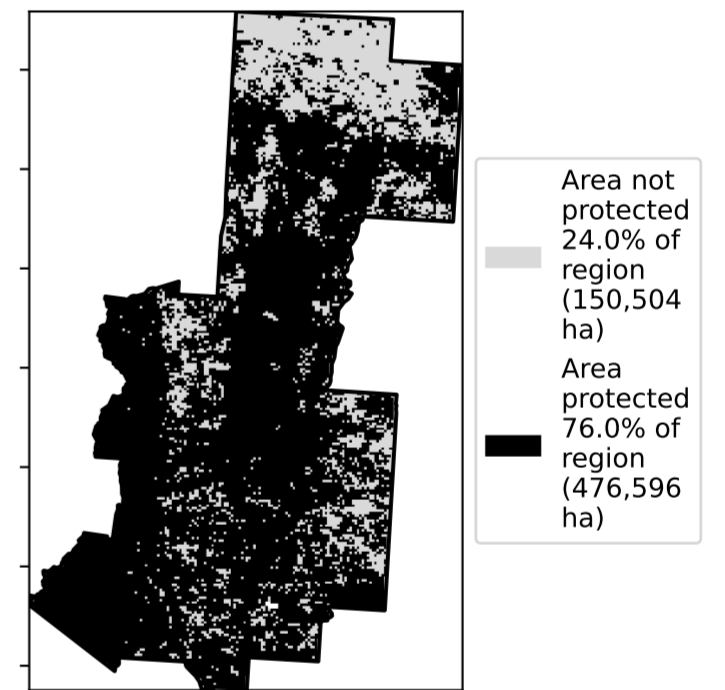 Area not
protected
24.0% of
region
(150,504
ha)
Area
protected
76.0% of
region
(476,596
ha)